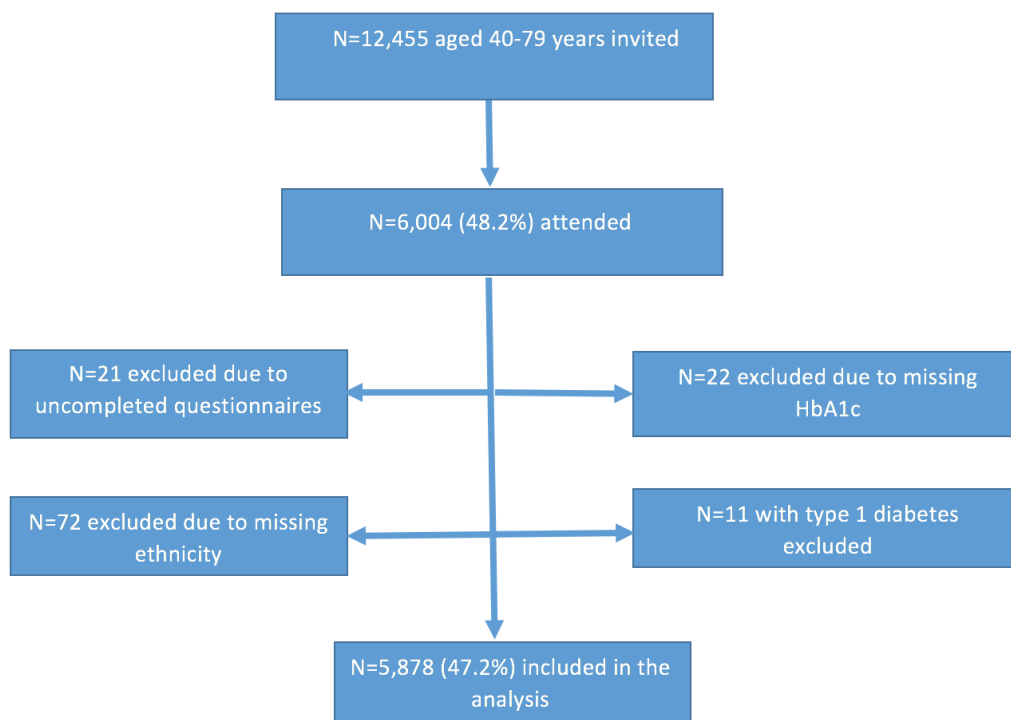 N=12,455 aged 40-79 years invited
N=6,004 (48.2%) attended
N=21 excluded due to
uncompleted questionnaires
N=22 excluded due to missing
HbA1c
N=72 excluded due to missing
ethnicity
N=11 with type 1 diabetes
excluded
N=5,878 (47.2%) included in the
analysis